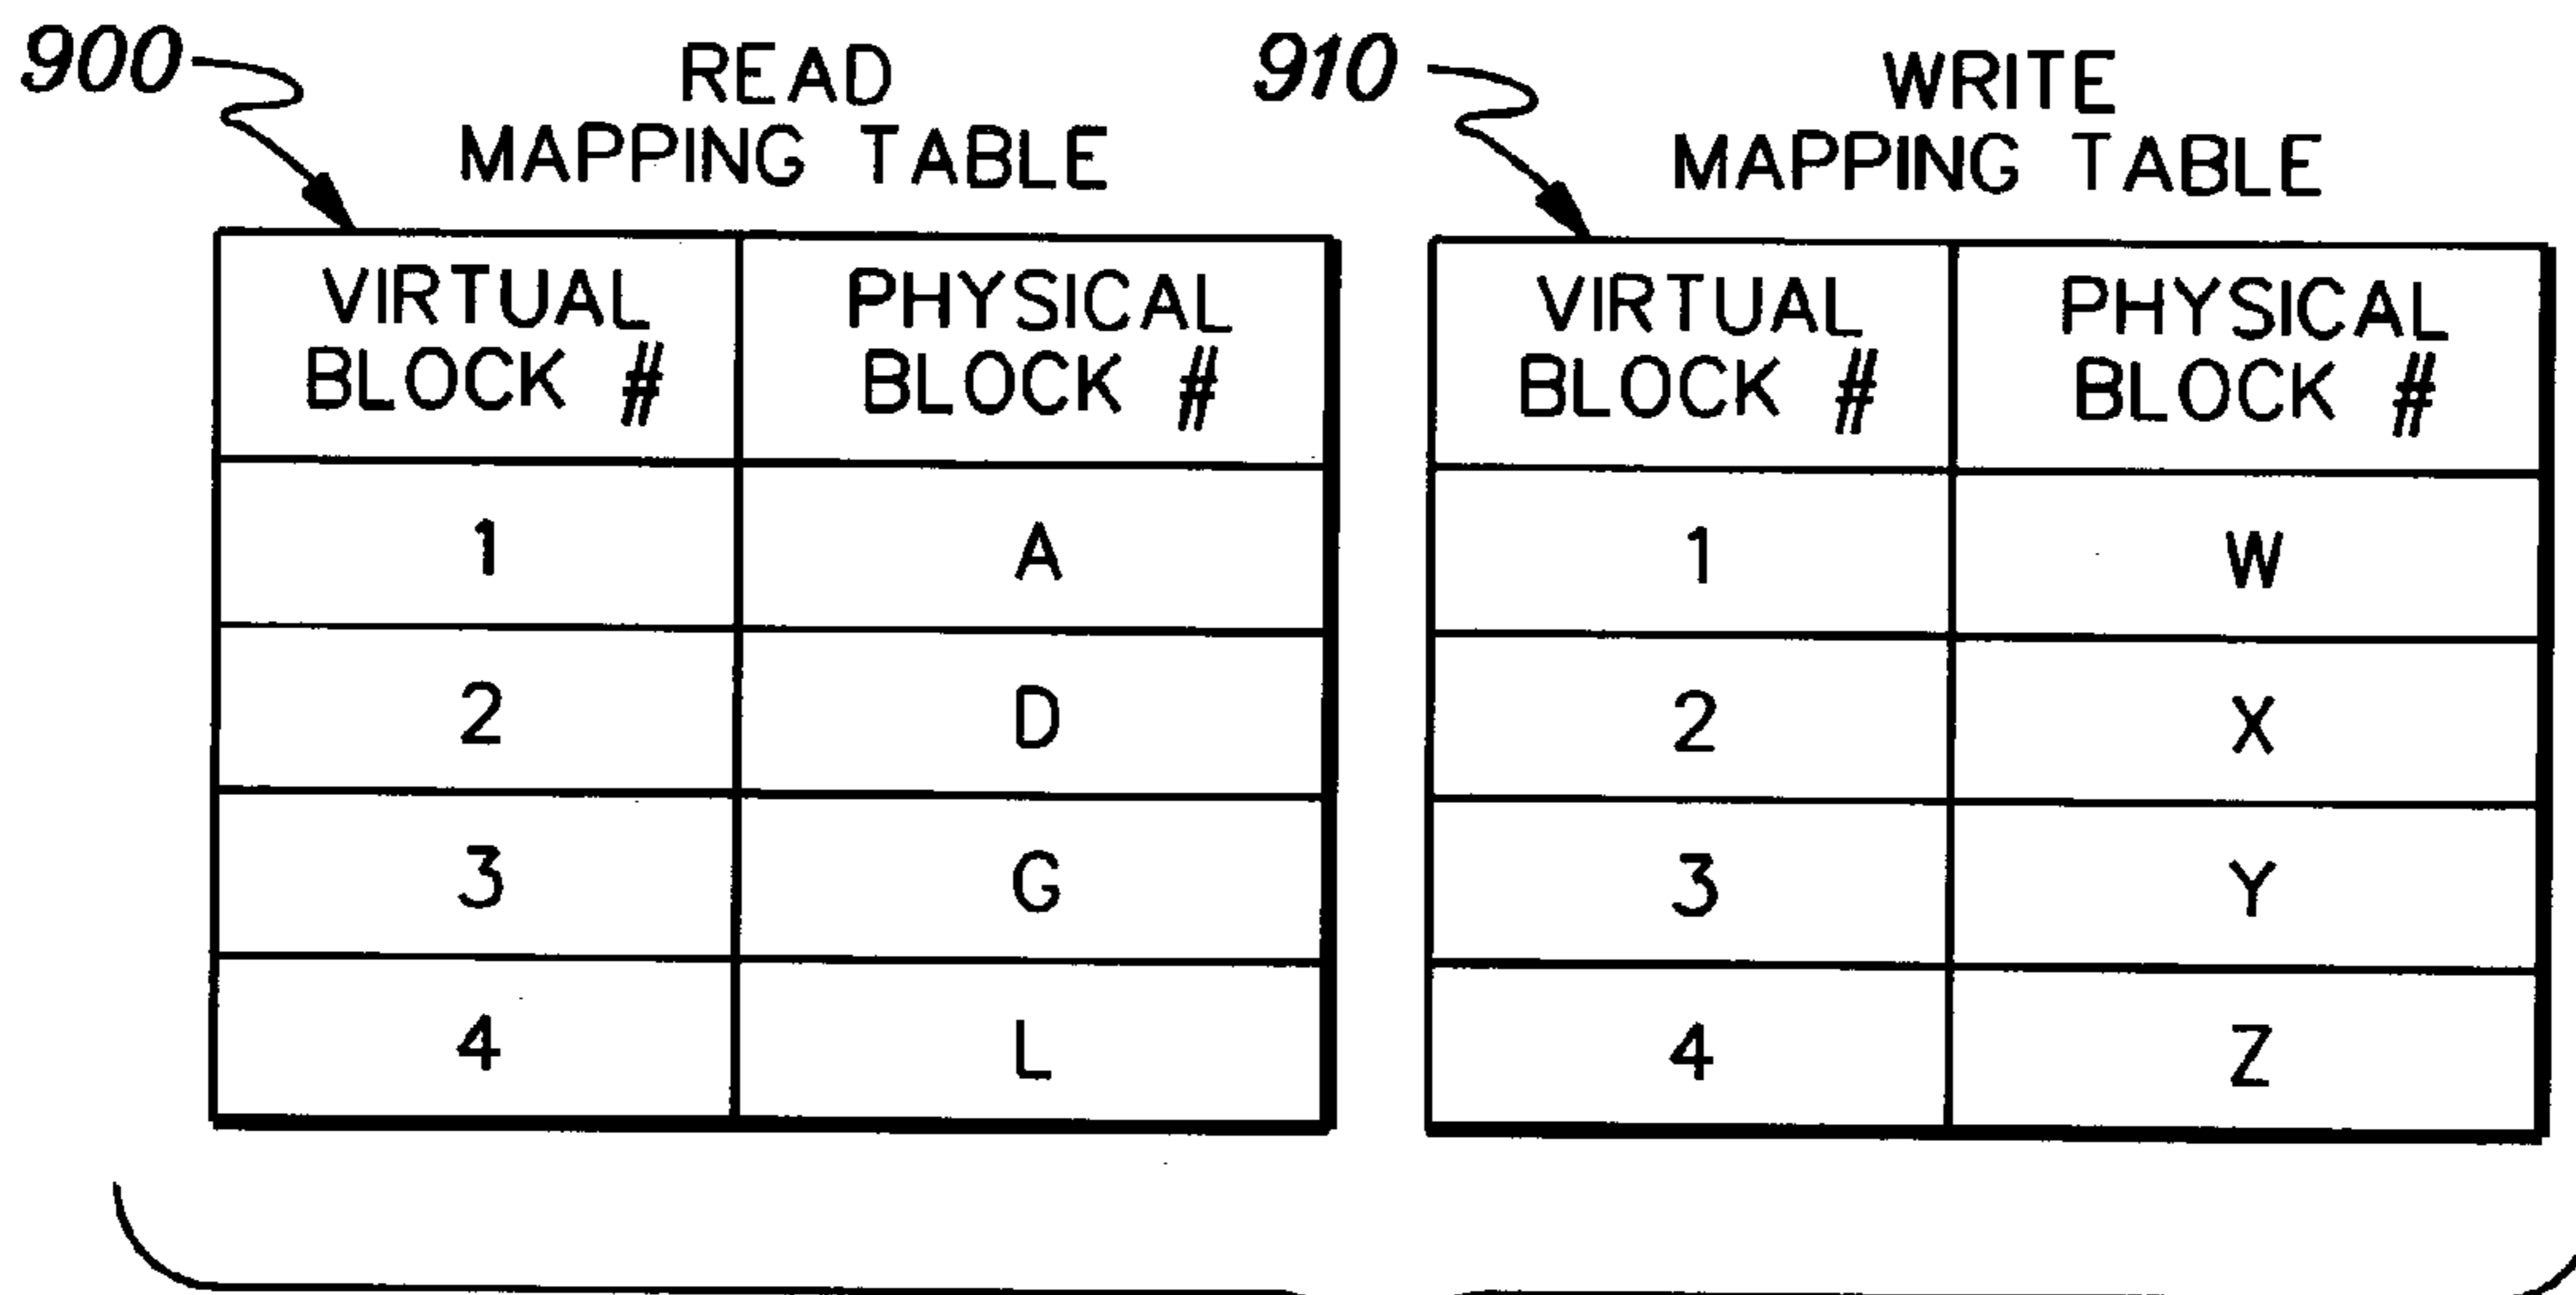 900
READ
MAPPING TABLE
VIRTUAL BLOCK # PHYSICAL BLOCK #
1 A
2 D
3 G
4 L
910
WRITE
MAPPING TABLE
VIRTUAL BLOCK # PHYSICAL BLOCK #
1 W
2 X
3 Y
4 Z